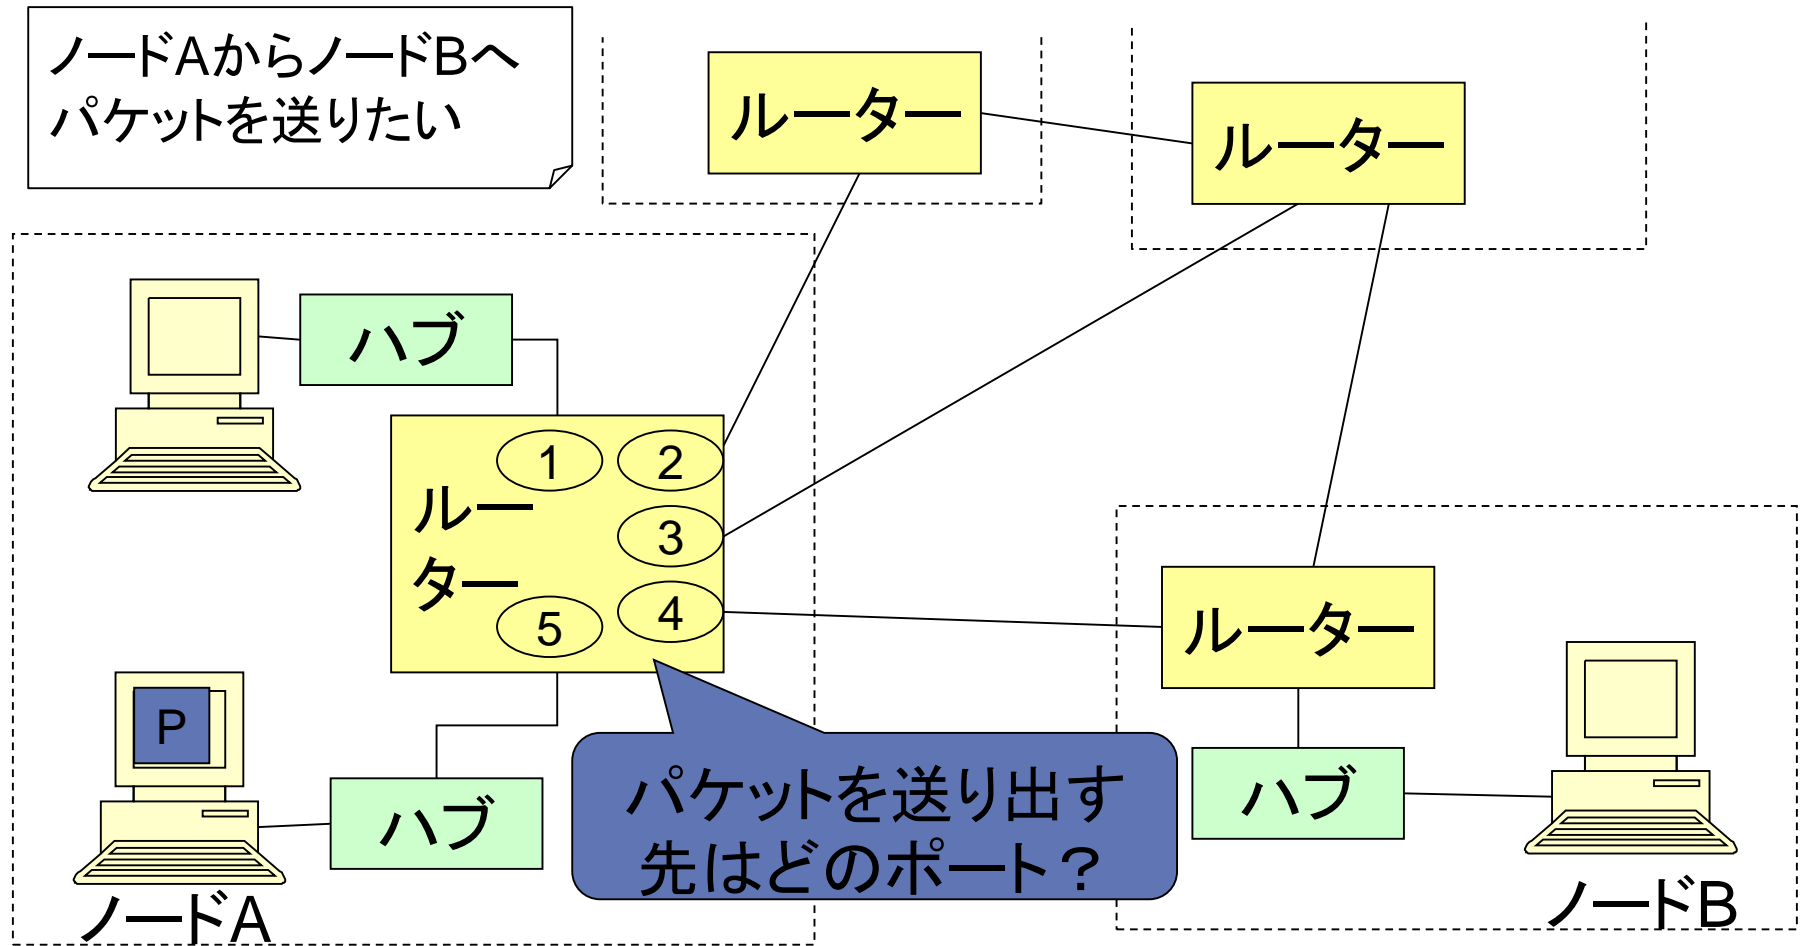 ノードAからノードBへ
パケットを送りたい
ルーター
ルーター
ハブ
1
2
3
4
5
ルー
ター
ルーター
P
ハブ
ハブ
パケットを送り出す
先はどのポート？
ノードA
ノードB